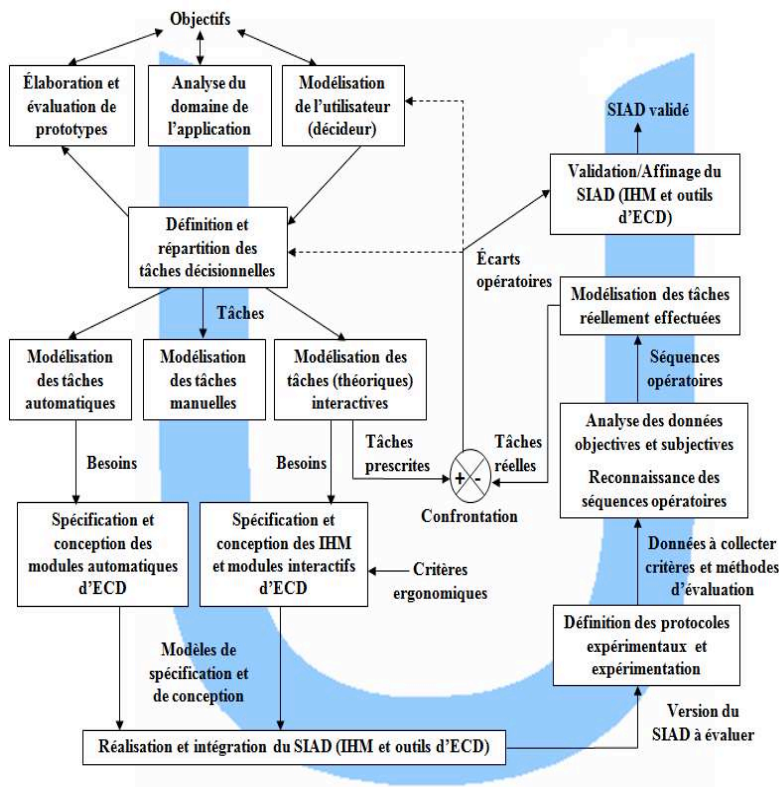 Objectifs
Élaboration et
évaluation de
prototypes
Analyse du
domaine de
l'application
Modélisation
de l'utilisateur
(décideur)
SIAD validé
Validation/Affinage du
SIAD (IHM et outils
d'ECD)
Définition et
répartition des
tâches décisionnelles
Écarts
opératoires
Tâches
Modélisation des tâches
réellement effectuées
Modélisation
des tâches
automatiques
Modélisation
des tâches
manuelles
Modélisation des
tâches (théoriques)
interactives
Séquences
opératoires
Analyse des données
objectives et subjectives
Reconnaissance des
séquences opératoires
Besoins
Besoins
Tâches
prescrites
Tâches
réelles
+ -
Confrontation
Spécification et
conception des
modules automatiques
d'ECD
Spécification et
conception des IHM
et modules interactifs
d'ECD
Critères
ergonomiques
Données à collecter
critères et méthodes
d'évaluation
Définition des protocoles
expérimentaux et
expérimentation
Modèles de
spécification et
de conception
Version du
SIAD à évaluer
Réalisation et intégration du SIAD (IHM et outils d'ECD)